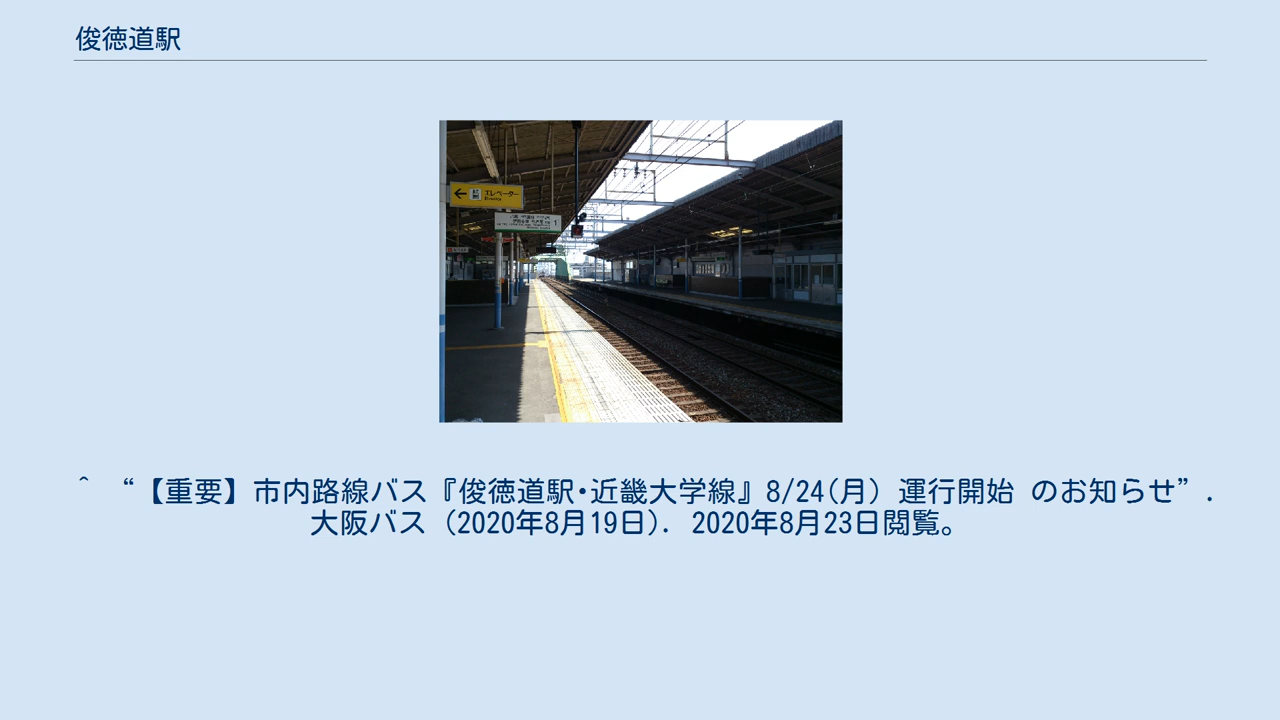 俊徳道駅
エレベーター
1
^ “【重要】市内路線バス『俊徳道駅・近畿大学線』8/24(月) 運行開始 のお知らせ”.
大阪バス (2020年8月19日). 2020年8月23日閲覧。